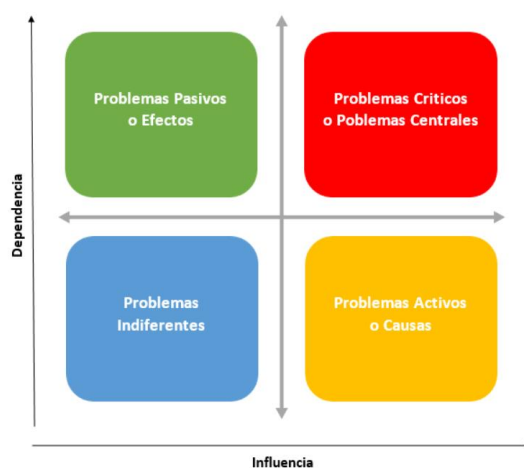 Problemas Pasivos
o Efectos
Problemas Criticos
o Poblemas Centrales
Dependencia
Problemas
Indiferentes
Problemas Activos
o Causas
Influencia